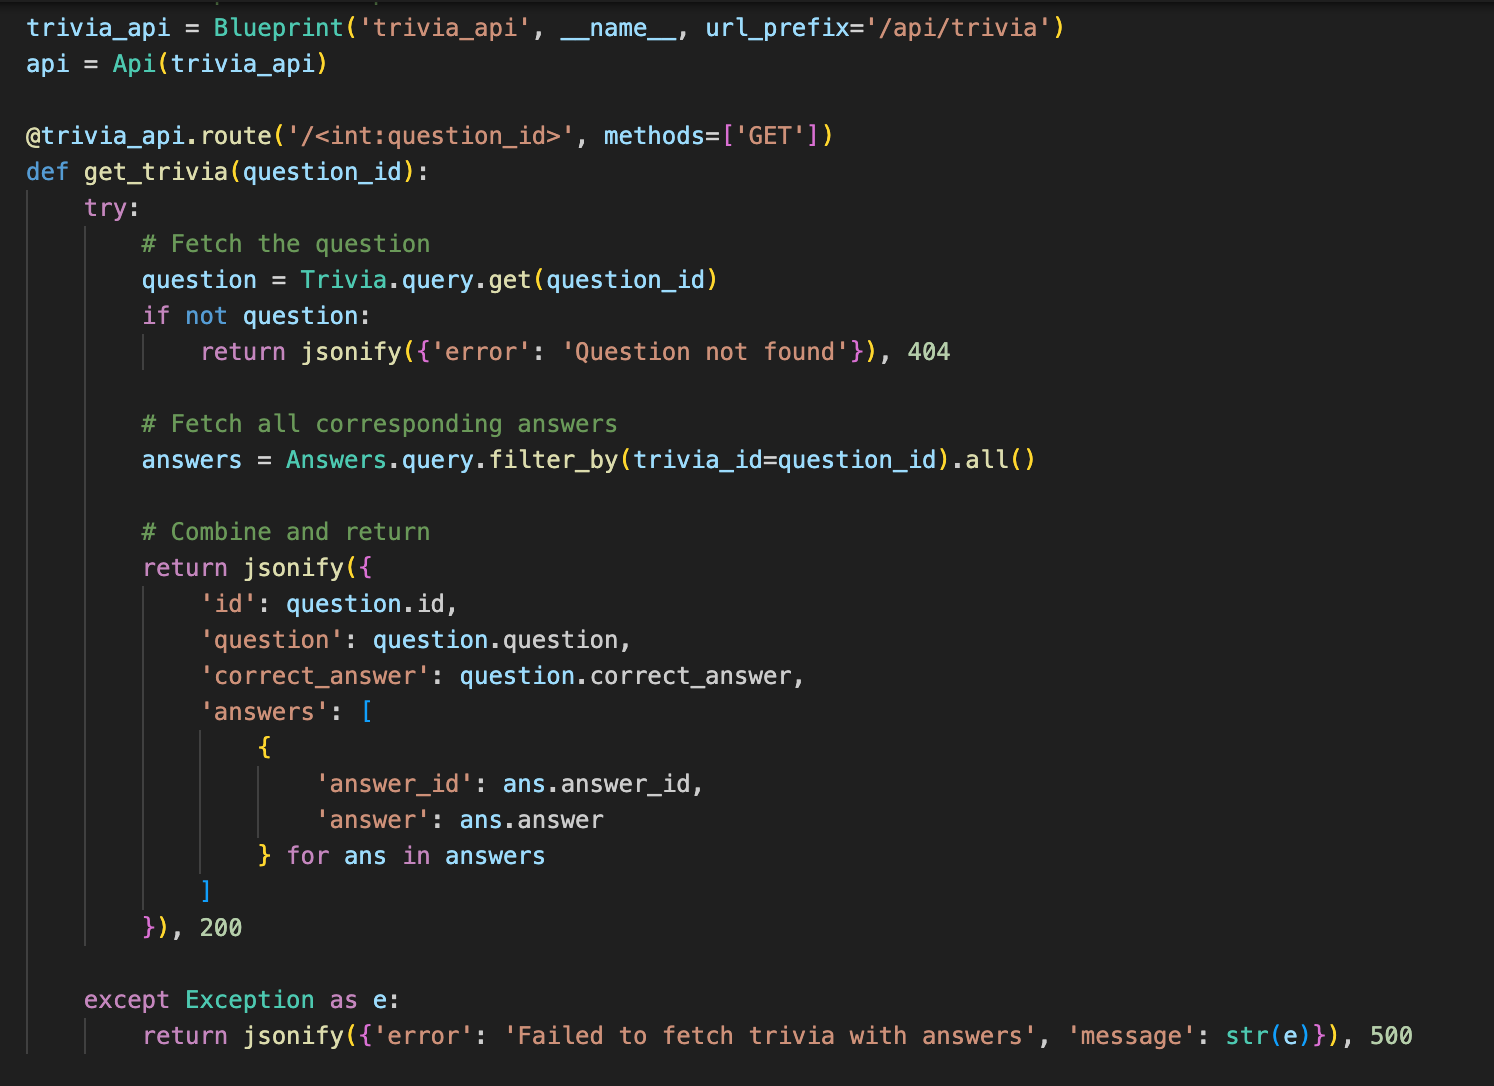 trivia_api = Blueprint('trivia_api', __name__, url_prefix='/api/trivia')
api = Api(trivia_api)

@trivia_api.route('/<int:question_id>', methods=['GET'])
def get_trivia(question_id):
    try:
        # Fetch the question
        question = Trivia.query.get(question_id)
        if not question:
            return jsonify({'error': 'Question not found'}), 404

        # Fetch all corresponding answers
        answers = Answers.query.filter_by(trivia_id=question_id).all()

        # Combine and return
        return jsonify({
            'id': question.id,
            'question': question.question,
            'correct_answer': question.correct_answer,
            'answers': [
                {
                    'answer_id': ans.answer_id,
                    'answer': ans.answer
                } for ans in answers
            ]
        }), 200

    except Exception as e:
        return jsonify({'error': 'Failed to fetch trivia with answers', 'message': str(e)}), 500